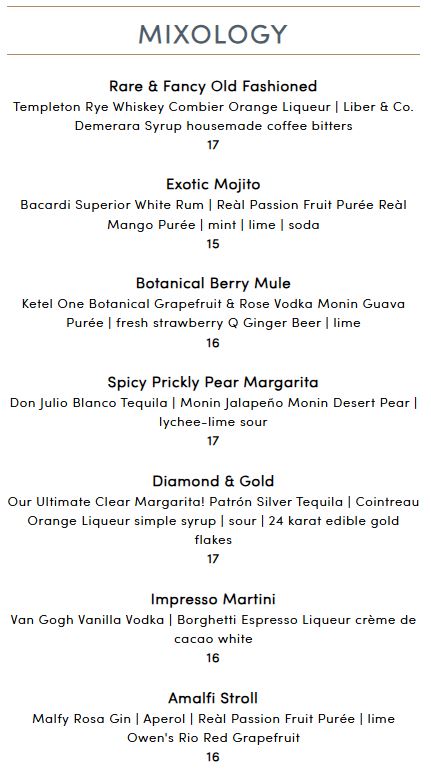 MIXOLOGY
Rare & Fancy Old Fashioned
Templeton Rye Whiskey Combier Orange Liqueur | Liber & Co.
Demerara Syrup housemade coffee bitters
17
Exotic Mojito
Bacardi Superior White Rum | Reàl Passion Fruit Purée Reàl
Mango Purée | mint | lime | soda
15
Botanical Berry Mule
Ketel One Botanical Grapefruit & Rose Vodka Monin Guava
Purée | fresh strawberry Q Ginger Beer | lime
16
Spicy Prickly Pear Margarita
Don Julio Blanco Tequila | Monin Jalapeño Monin Desert Pear |
lychee-lime sour
17
Diamond & Gold
Our Ultimate Clear Margarita! Patrón Silver Tequila | Cointreau
Orange Liqueur simple syrup | sour | 24 karat edible gold
flakes
17
Impresso Martini
Van Gogh Vanilla Vodka | Borghetti Espresso Liqueur crème de
cacao white
16
Amalfi Stroll
Malfy Rosa Gin | Aperol | Reàl Passion Fruit Purée | lime
Owen's Rio Red Grapefruit
16